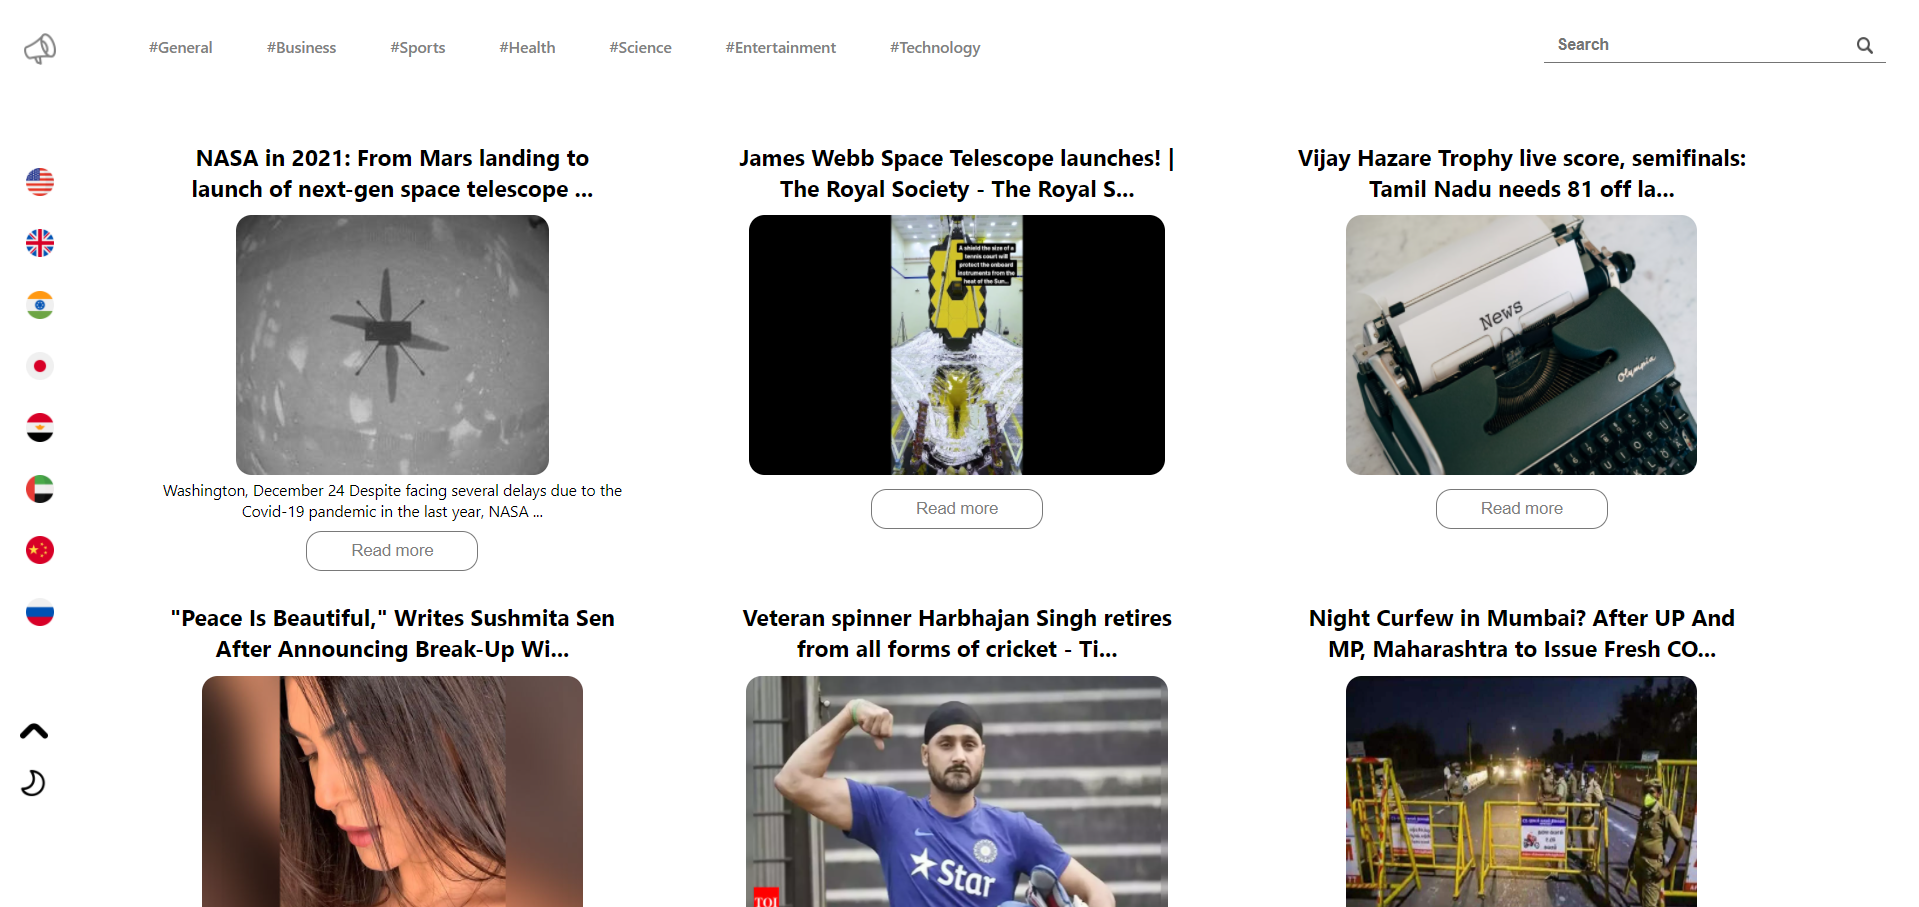 #General #Business #Sports #Health #Science #Entertainment #Technology
Search
NASA in 2021: From Mars landing to
launch of next-gen space telescope ...
Washington, December 24 Despite facing several delays due to the
Covid-19 pandemic in the last year, NASA ...
Read more
James Webb Space Telescope launches! |
The Royal Society - The Royal S...
A shield the size of a
tennis court will
protect the onboard
instruments from the
heat of the Sun...
Read more
Vijay Hazare Trophy live score, semifinals:
Tamil Nadu needs 81 off la...
News
Olympia
Read more
"Peace Is Beautiful," Writes Sushmita Sen
After Announcing Break-Up Wi...
Veteran spinner Harbhajan Singh retires
from all forms of cricket - Ti...
Star
TOI
Night Curfew in Mumbai? After UP And
MP, Maharashtra to Issue Fresh CO...